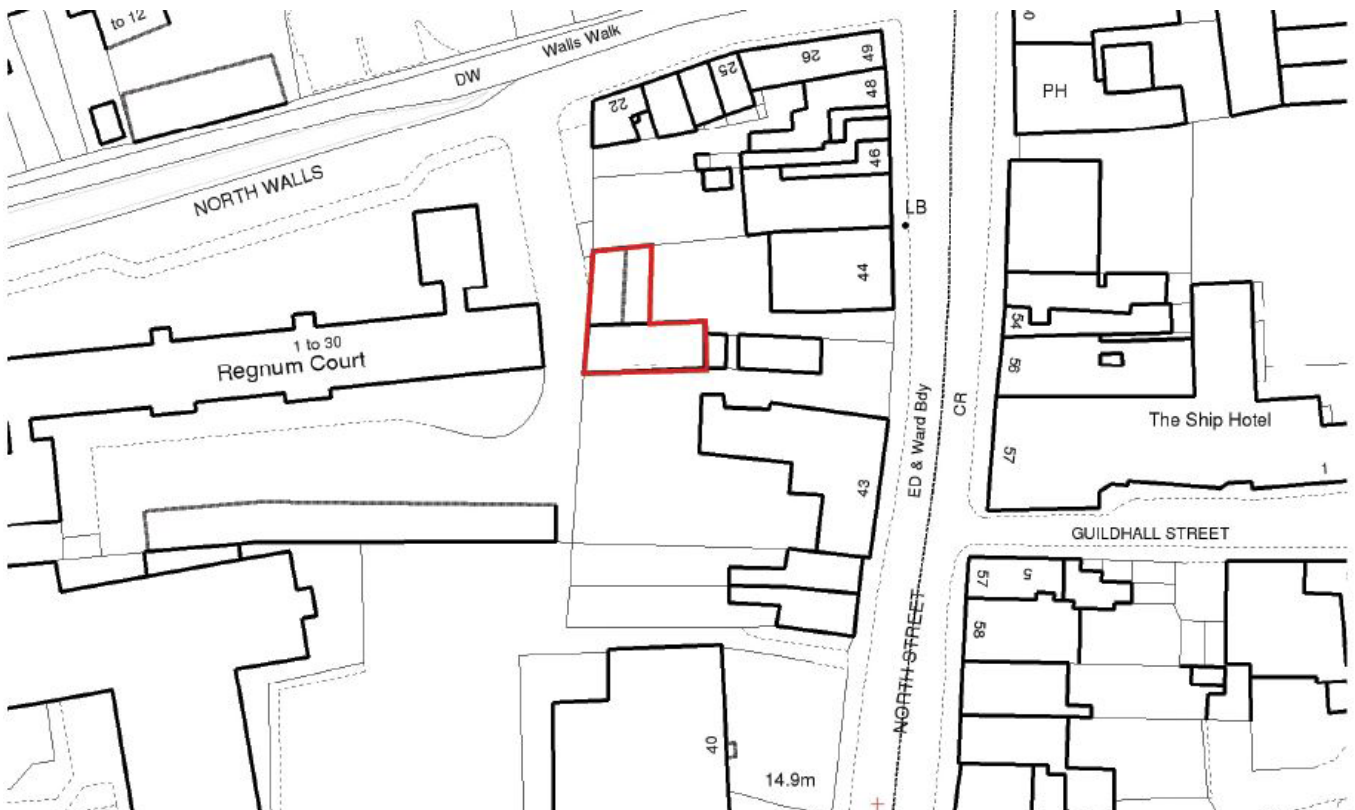 to 12
Walls Walk
DW
NORTH WALLS
22
25
26
49
48
46
44
LB
PH
54
56
57
The Ship Hotel
1
1 to 30
Regnum Court
43
ED & Ward Bdy
CR
GUILDHALL STREET
57
5
58
NORTH STREET
40
14.9m